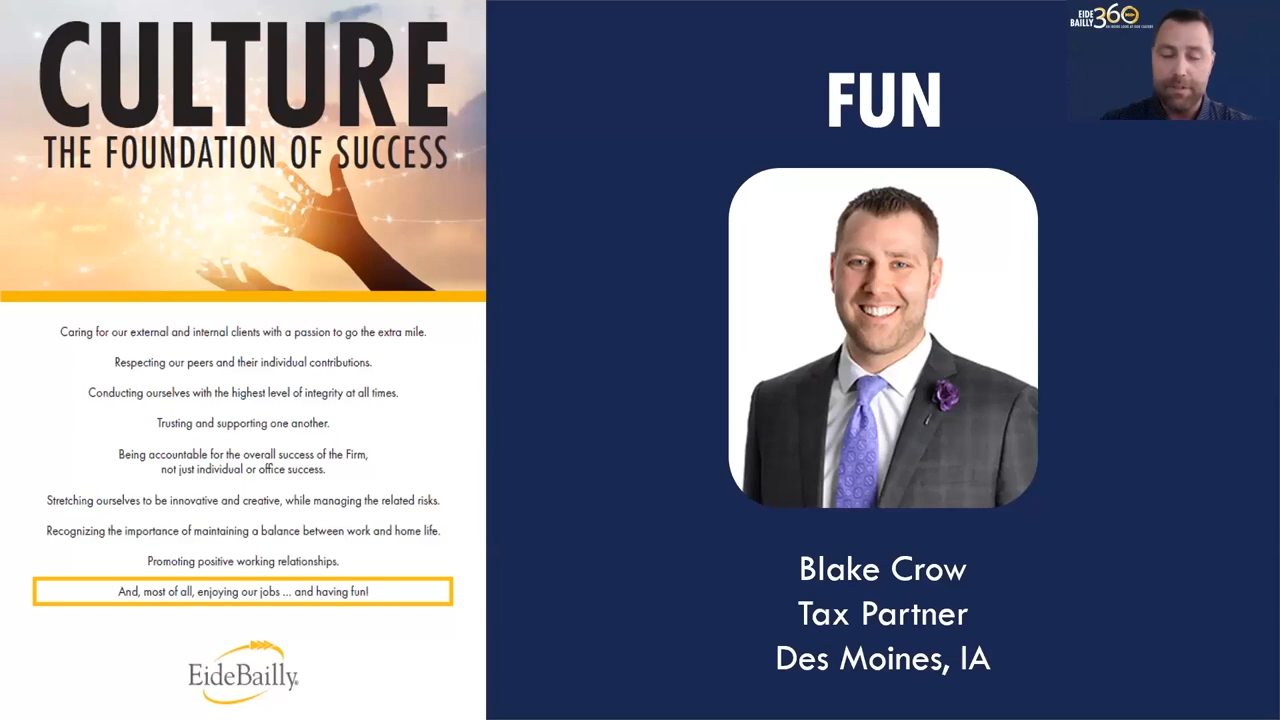 CULTURE
THE FOUNDATION OF SUCCESS
Caring for our external and internal clients with a passion to go the extra mile.
Respecting our peers and their individual contributions.
Conducting ourselves with the highest level of integrity at all times.
Trusting and supporting one another.
Being accountable for the overall success of the Firm,
not just individual or office success.
Stretching ourselves to be innovative and creative, while managing the related risks.
Recognizing the importance of maintaining a balance between work and home life.
Promoting positive working relationships.
And, most of all, enjoying our jobs ... and having fun!
EideBailly®
FUN
Blake Crow
Tax Partner
Des Moines, IA
EIDE
BAILLY 360